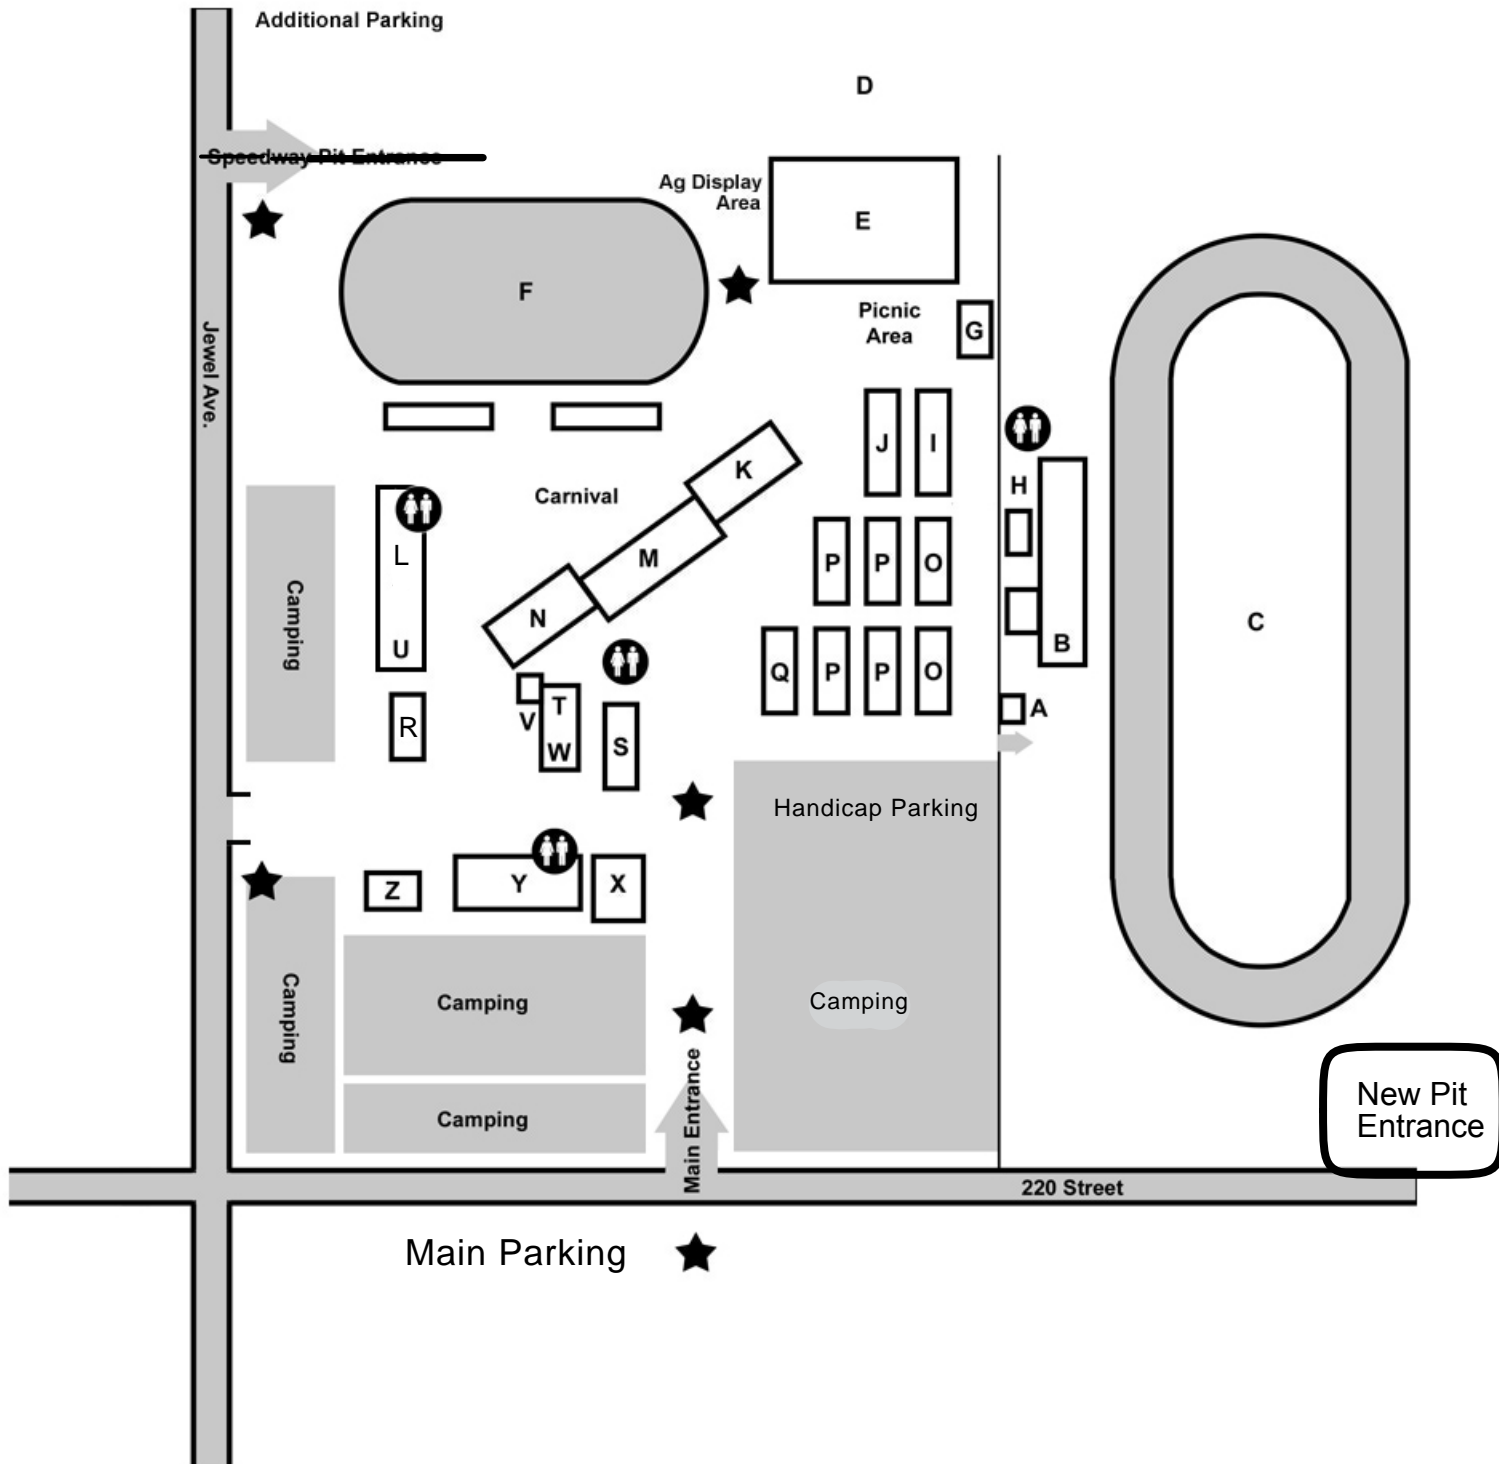 Additional Parking
D
Speedway Pit Entrance
Ag Display
Area
E
F
Picnic
Area
G
Jewel Ave.
J
I
K
H
Carnival
L
M
P
P
O
Camping
N
U
B
C
Q
P
P
O
T
V
W
R
S
A
Handicap Parking
Z
Y
X
Camping
Camping
Camping
Camping
Main Entrance
New Pit
Entrance
220 Street
Main Parking